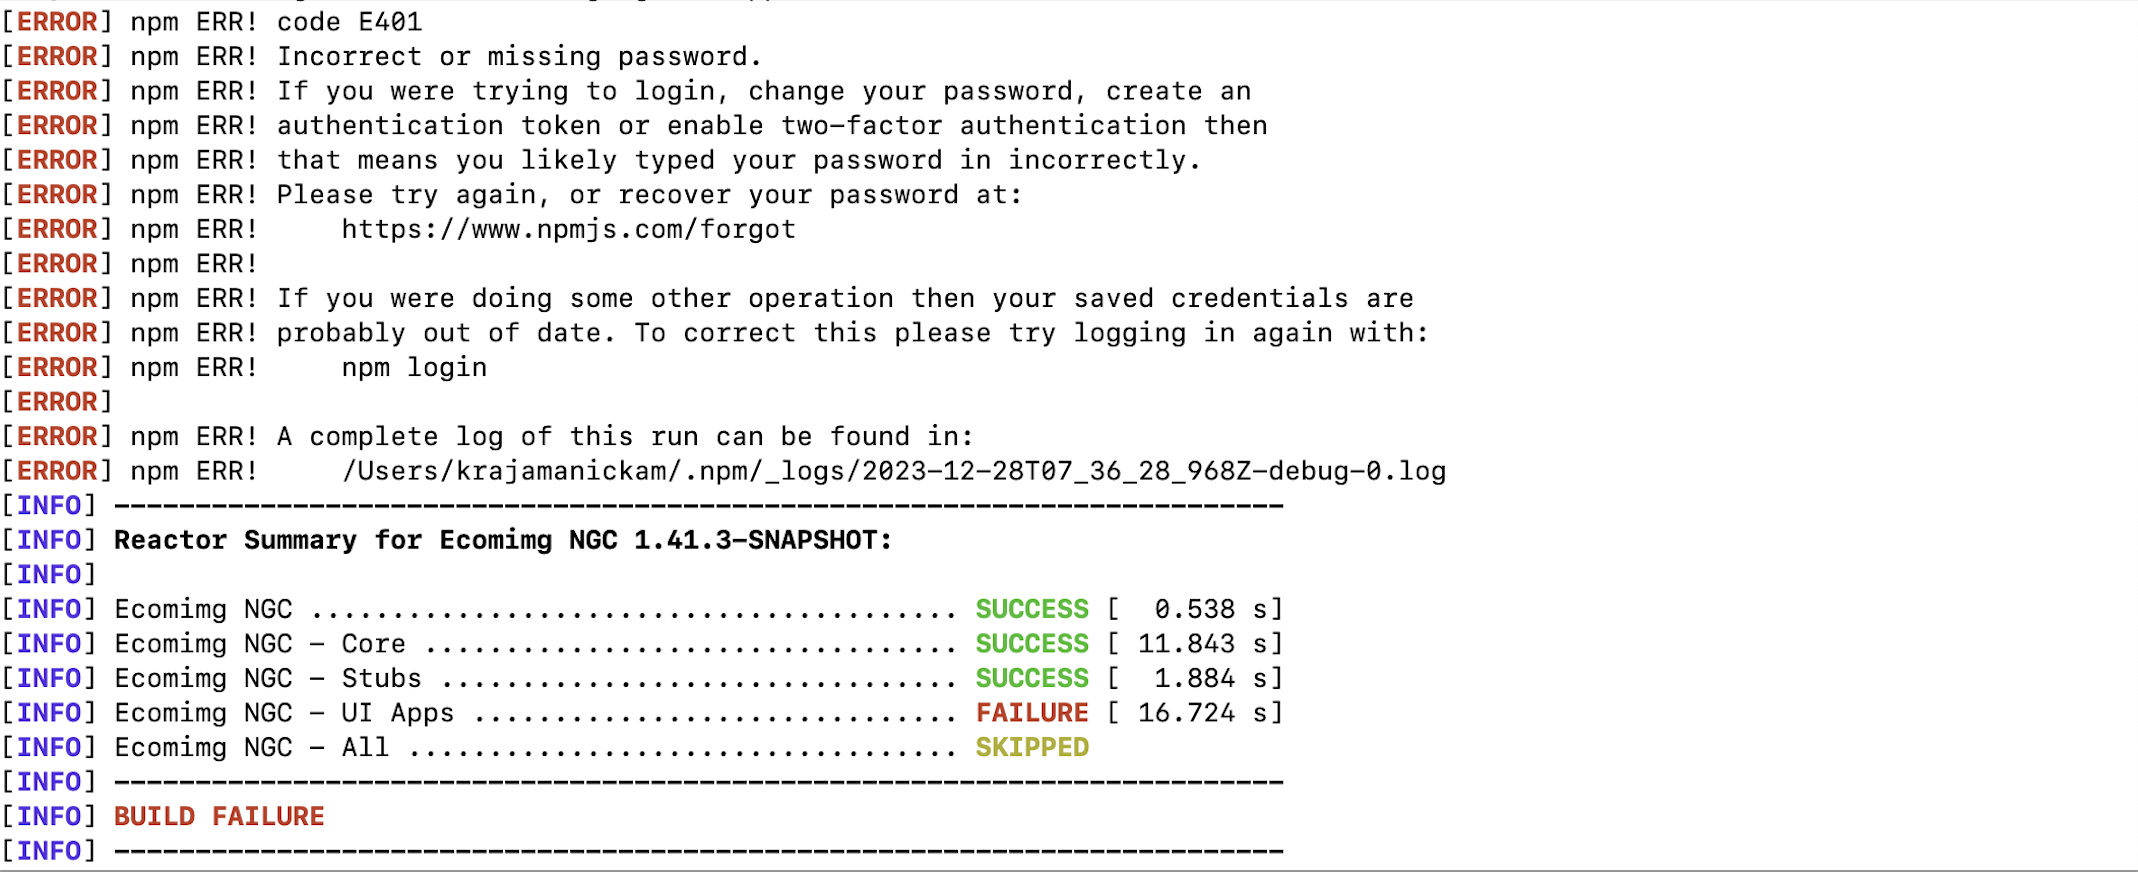 [ERROR] npm ERR! code E401
[ERROR] npm ERR! Incorrect or missing password.
[ERROR] npm ERR! If you were trying to login, change your password, create an
[ERROR] npm ERR! authentication token or enable two-factor authentication then
[ERROR] npm ERR! that means you likely typed your password in incorrectly.
[ERROR] npm ERR! Please try again, or recover your password at:
[ERROR] npm ERR!     https://www.npmjs.com/forgot
[ERROR] npm ERR!
[ERROR] npm ERR! If you were doing some other operation then your saved credentials are
[ERROR] npm ERR! probably out of date. To correct this please try logging in again with:
[ERROR] npm ERR!     npm login
[ERROR]
[ERROR] npm ERR! A complete log of this run can be found in:
[ERROR] npm ERR!     /Users/krajamanickam/.npm/_logs/2023-12-28T07_36_28_968Z-debug-0.log
[INFO] ------------------------------------------------------------------------
[INFO] Reactor Summary for Ecomimg NGC 1.41.3-SNAPSHOT:
[INFO]
[INFO] Ecomimg NGC ........................................ SUCCESS [  0.538 s]
[INFO] Ecomimg NGC - Core ................................. SUCCESS [ 11.843 s]
[INFO] Ecomimg NGC - Stubs ................................ SUCCESS [  1.884 s]
[INFO] Ecomimg NGC - UI Apps .............................. FAILURE [ 16.724 s]
[INFO] Ecomimg NGC - All .................................. SKIPPED
[INFO] ------------------------------------------------------------------------
[INFO] BUILD FAILURE
[INFO] ------------------------------------------------------------------------